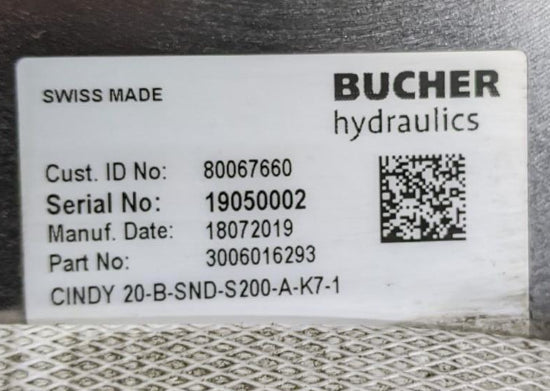 SWISS MADE
BUCHER
hydraulics
Cust. ID No: 80067660
Serial No: 19050002
Manuf. Date: 18072019
Part No: 3006016293
CINDY 20-B-SND-S200-A-K7-1